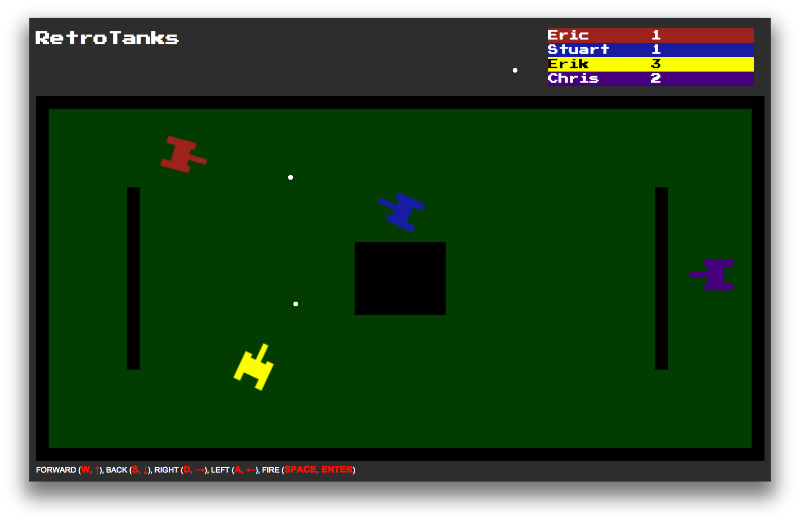 RetroTanks
Eric 1
Stuart 1
Erik 3
Chris 2
FORWARD (W, ↑), BACK (S, ↓), RIGHT (D, →), LEFT (A, ←), FIRE (SPACE, ENTER)